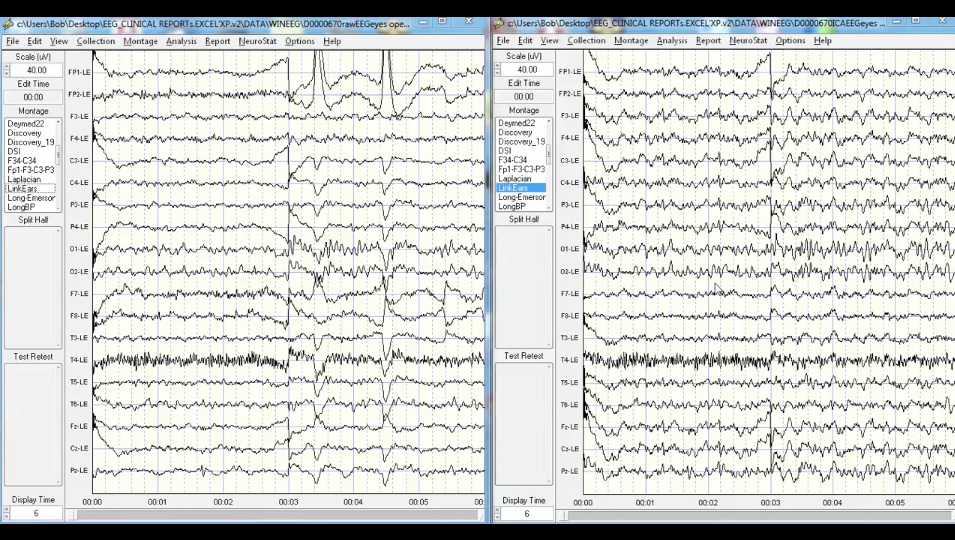 c:\Users\Bob\Desktop\EEG_CLINICAL REPORTs.EXCEL'XP.v2\DATA\WINEEG\D0000670rawEEGeyes ope...
File Edit View Collection Montage Analysis Report NeuroStat Options Help
Scale (uV)
40.00
Edit Time
00:00
Montage
Deymed22
Discovery
Discovery_19
DSI
F34-C34
Fp1-F3-C3-P3
Laplacian
LinkEars
Long-Emerson
LongBP
Split Half
Test Retest
Display Time
6
FP1-LE
FP2-LE
F3-LE
F4-LE
C3-LE
C4-LE
P3-LE
P4-LE
O1-LE
O2-LE
F7-LE
F8-LE
T3-LE
T4-LE
T5-LE
T6-LE
Fz-LE
Cz-LE
Pz-LE
00:00 00:01 00:02 00:03 00:04 00:05
c:\Users\Bob\Desktop\EEG_CLINICAL REPORTs.EXCEL'XP.v2\DATA\WINEEG\D0000670ICAEEGeyes ...
File Edit View Collection Montage Analysis Report NeuroStat Options Help
Scale (uV)
40.00
Edit Time
00:00
Montage
Deymed22
Discovery
Discovery_19
DSI
F34-C34
Fp1-F3-C3-P3
Laplacian
LinkEars
Long-Emerson
LongBP
Split Half
Test Retest
Display Time
6
FP1-LE
FP2-LE
F3-LE
F4-LE
C3-LE
C4-LE
P3-LE
P4-LE
O1-LE
O2-LE
F7-LE
F8-LE
T3-LE
T4-LE
T5-LE
T6-LE
Fz-LE
Cz-LE
Pz-LE
00:00 00:01 00:02 00:03 00:04 00:05